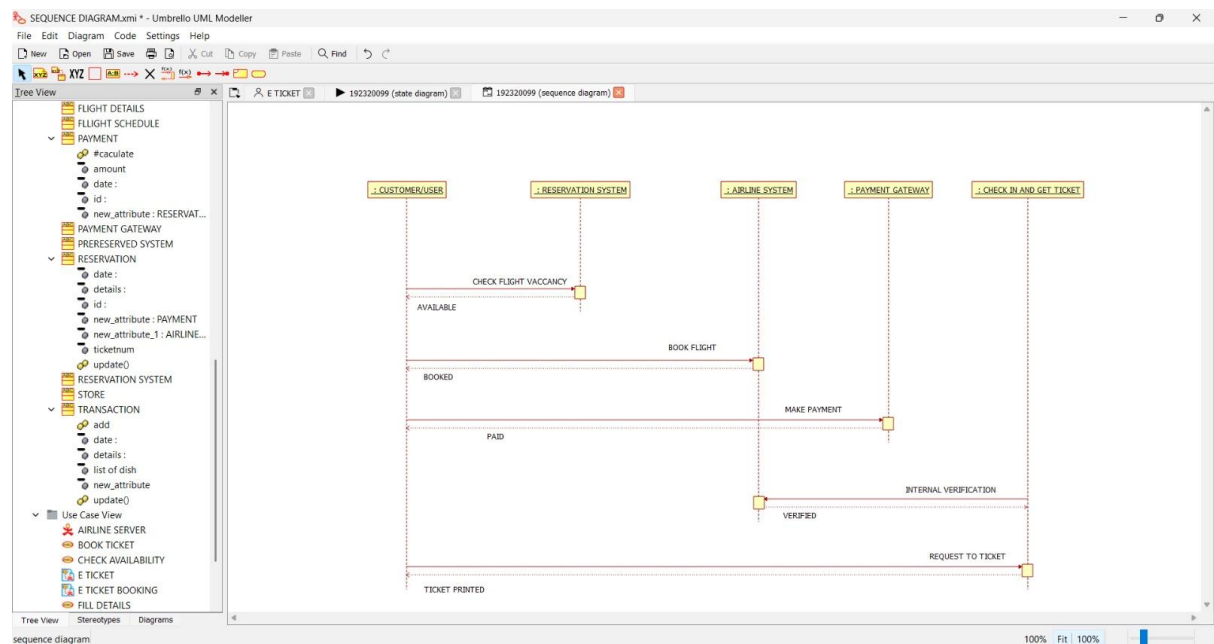 SEQUENCE DIAGRAM.xmi * - Umbrello UML Modeller
File Edit Diagram Code Settings Help
New Open Save Cut Copy Paste Find
XYZ XYZ A:B f(x) f(x)
Tree View
E TICKET 192320099 (state diagram) 192320099 (sequence diagram)
FLIGHT DETAILS
FLLIGHT SCHEDULE
PAYMENT
#caculate
amount
date :
id :
new_attribute : RESERVAT...
PAYMENT GATEWAY
PRERESERVED SYSTEM
RESERVATION
date :
details :
id :
new_attribute : PAYMENT
new_attribute_1 : AIRLINE...
ticketnum
update()
RESERVATION SYSTEM
STORE
TRANSACTION
add
date :
details :
list of dish
new_attribute
update()
Use Case View
AIRLINE SERVER
BOOK TICKET
CHECK AVAILABILITY
E TICKET
E TICKET BOOKING
FILL DETAILS
Tree View Stereotypes Diagrams
: CUSTOMER/USER : RESERVATION SYSTEM : AIRLINE SYSTEM : PAYMENT GATEWAY : CHECK IN AND GET TICKET
CHECK FLIGHT VACCANCY
AVAILABLE
BOOK FLIGHT
BOOKED
MAKE PAYMENT
PAID
INTERNAL VERIFICATION
VERIFIED
REQUEST TO TICKET
TICKET PRINTED
sequence diagram
100% Fit 100%